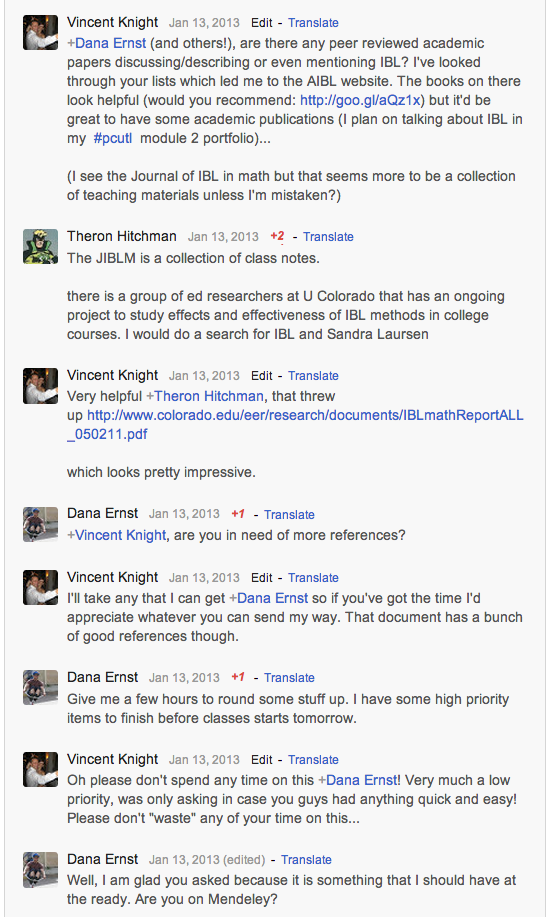 Vincent Knight Jan 13, 2013 Edit - Translate
+Dana Ernst (and others!), are there any peer reviewed academic
papers discussing/describing or even mentioning IBL? I've looked
through your lists which led me to the AIBL website. The books on there
look helpful (would you recommend: http://goo.gl/aQz1x) but it'd be
great to have some academic publications (I plan on talking about IBL in
my #pcutl module 2 portfolio)...
(I see the Journal of IBL in math but that seems more to be a collection
of teaching materials unless I'm mistaken?)
Theron Hitchman Jan 13, 2013 +2 - Translate
The JIBLM is a collection of class notes.
there is a group of ed researchers at U Colorado that has an ongoing
project to study effects and effectiveness of IBL methods in college
courses. I would do a search for IBL and Sandra Laursen
Vincent Knight Jan 13, 2013 Edit - Translate
Very helpful +Theron Hitchman, that threw
up http://www.colorado.edu/eer/research/documents/IBLmathReportALL
_050211.pdf
which looks pretty impressive.
Dana Ernst Jan 13, 2013 +1 - Translate
+Vincent Knight, are you in need of more references?
Vincent Knight Jan 13, 2013 Edit - Translate
I'll take any that I can get +Dana Ernst so if you've got the time I'd
appreciate whatever you can send my way. That document has a bunch
of good references though.
Dana Ernst Jan 13, 2013 +1 - Translate
Give me a few hours to round some stuff up. I have some high priority
items to finish before classes starts tomorrow.
Vincent Knight Jan 13, 2013 Edit - Translate
Oh please don't spend any time on this +Dana Ernst! Very much a low
priority, was only asking in case you guys had anything quick and easy!
Please don't "waste" any of your time on this...
Dana Ernst Jan 13, 2013 (edited) - Translate
Well, I am glad you asked because it is something that I should have at
the ready. Are you on Mendeley?